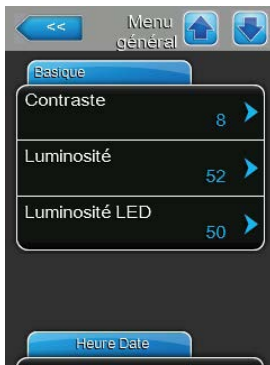 <<
Menu
général
Basique
Contraste
8
Luminosité
52
Luminosité LED
50
Heure Date